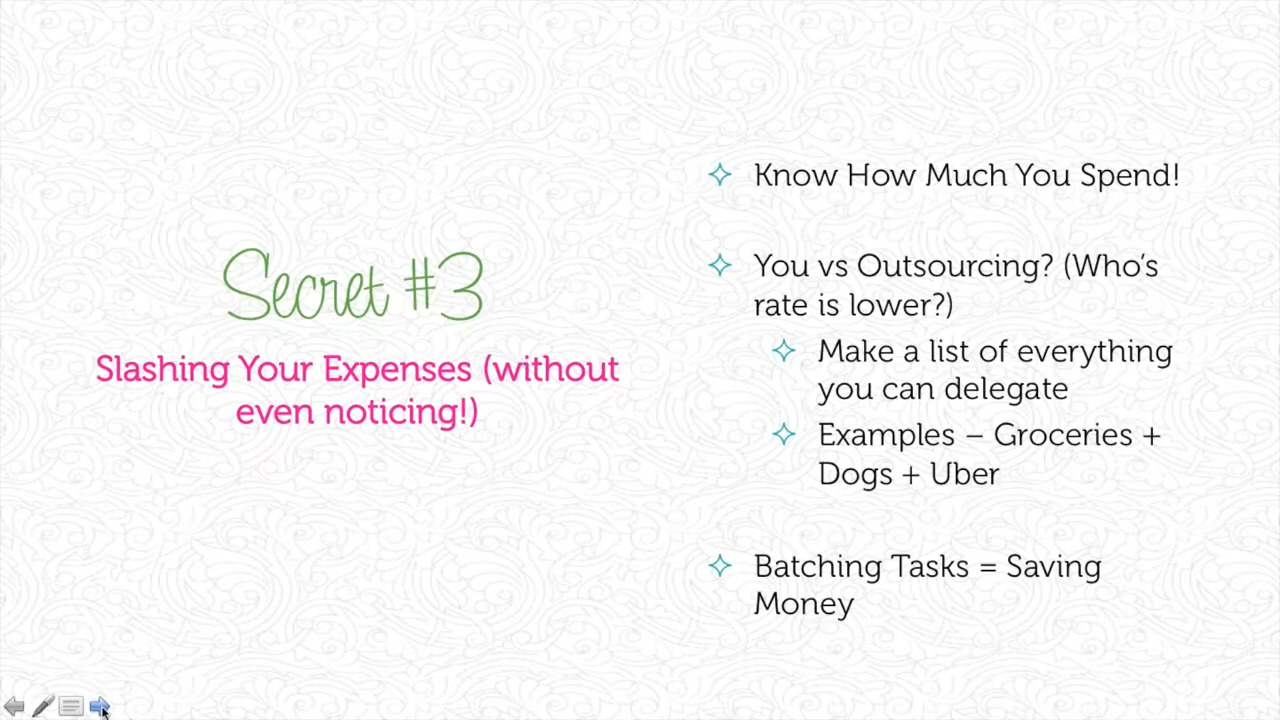 Secret #3
Slashing Your Expenses (without
even noticing!)
Know How Much You Spend!
You vs Outsourcing? (Who's
rate is lower?)
Make a list of everything
you can delegate
Examples – Groceries +
Dogs + Uber
Batching Tasks = Saving
Money